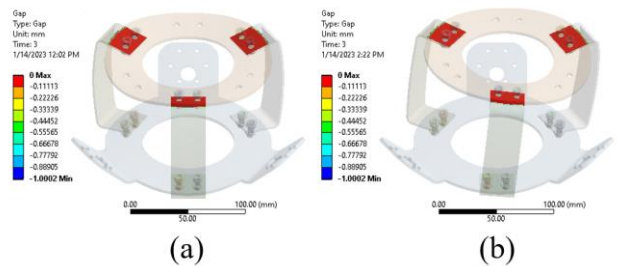 Gap
Type: Gap
Unit: mm
Time: 3
1/14/2023 12:02 PM
0 Max
-0.11113
-0.22226
-0.33339
-0.44452
-0.55565
-0.66678
-0.77792
-0.88905
-1.0002 Min
0.00
100.00 (mm)
50.00
(a)
Gap
Type: Gap
Unit: mm
Time: 3
1/14/2023 2:22 PM
0 Max
-0.11113
-0.22226
-0.33339
-0.44452
-0.55565
-0.66678
-0.77792
-0.88905
-1.0002 Min
0.00
100.00 (mm)
50.00
(b)